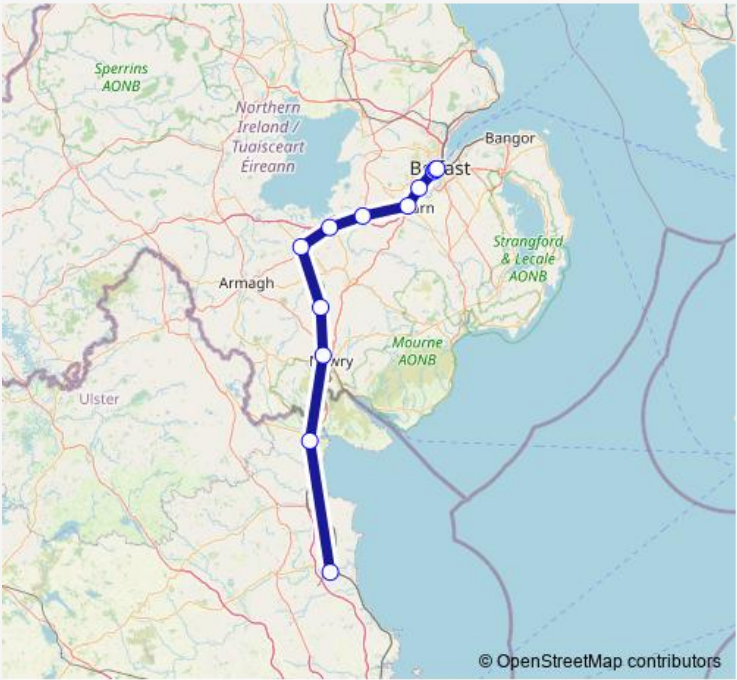 Sperrins
AONB
Northern
Ireland /
Tuaisceart
Éireann
Bangor
Strangford
& Lecale
AONB
Armagh
Mourne
AONB
Ulster
© OpenStreetMap contributors